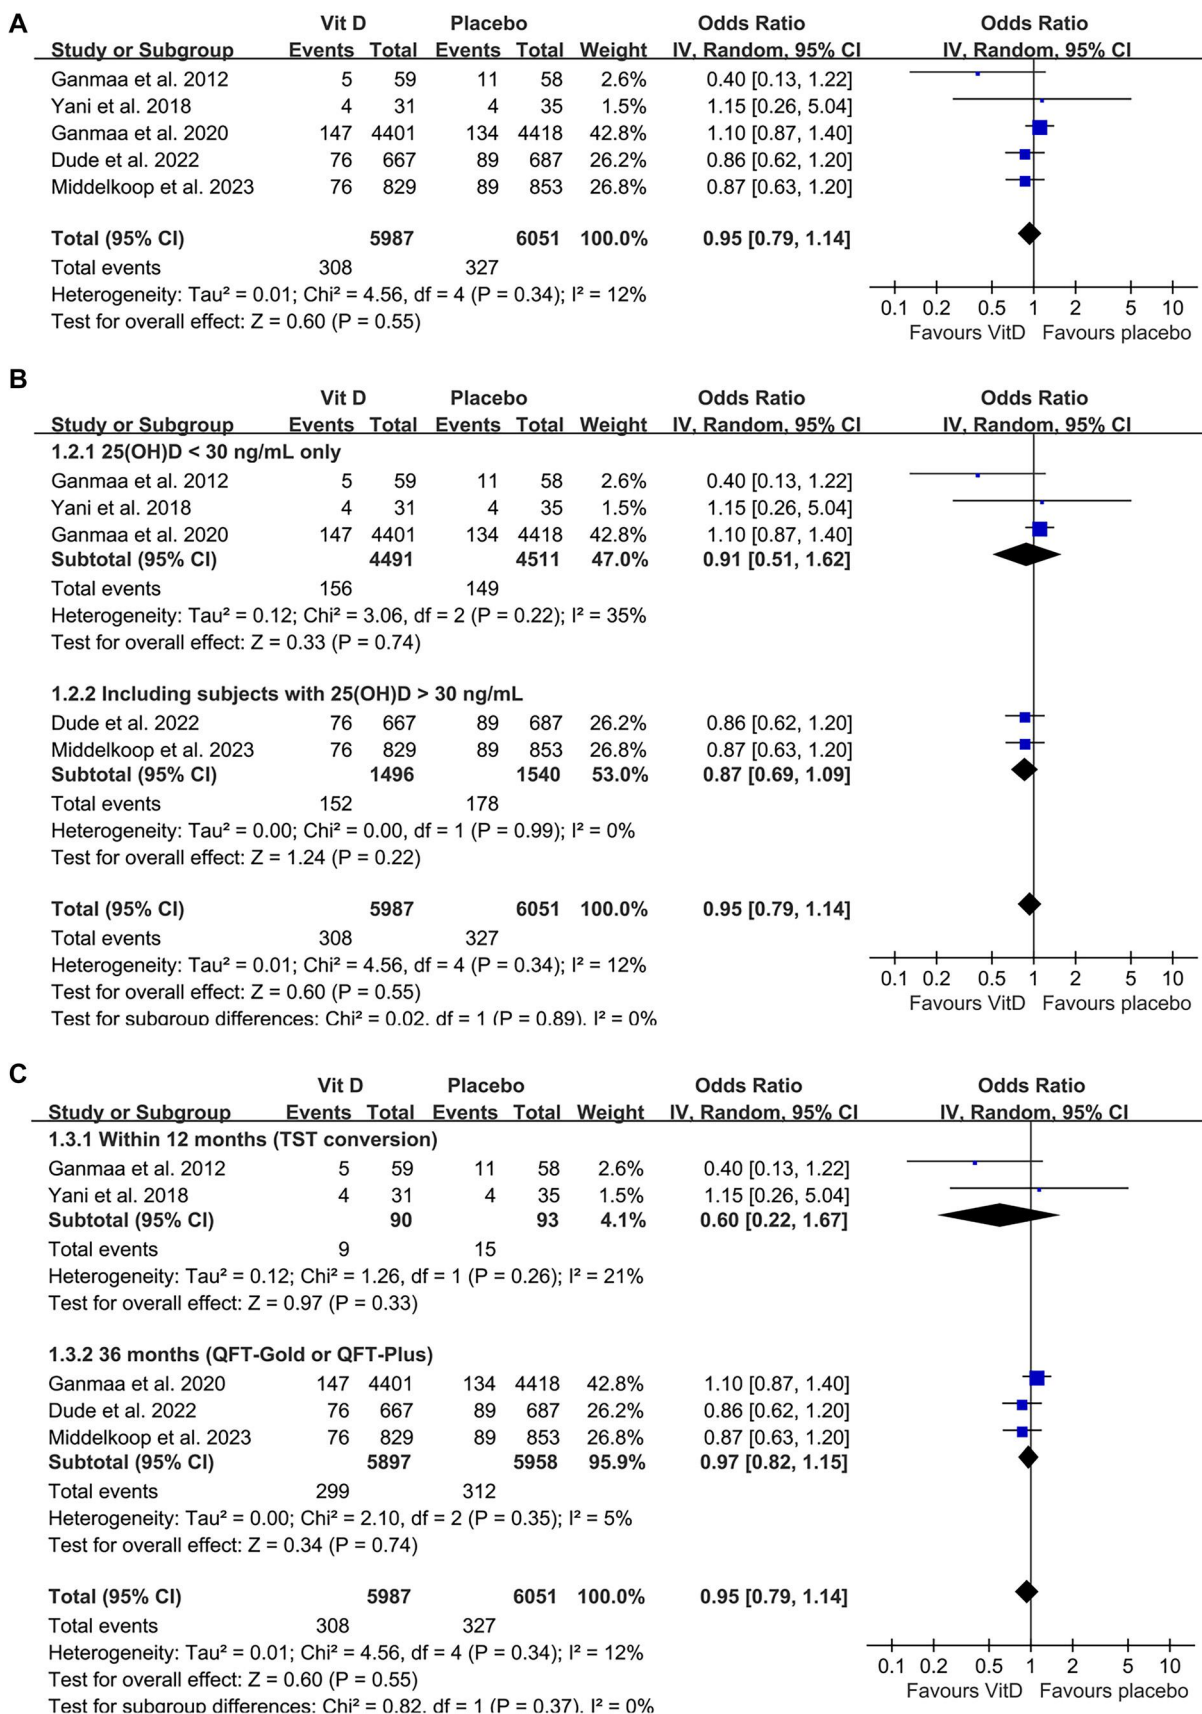 A
Vit D Placebo Odds Ratio Odds Ratio
Study or Subgroup Events Total Events Total Weight IV, Random, 95% CI IV, Random, 95% CI
Ganmaa et al. 2012 5 59 11 58 2.6% 0.40 [0.13, 1.22]
Yani et al. 2018 4 31 4 35 1.5% 1.15 [0.26, 5.04]
Ganmaa et al. 2020 147 4401 134 4418 42.8% 1.10 [0.87, 1.40]
Dude et al. 2022 76 667 89 687 26.2% 0.86 [0.62, 1.20]
Middelkoop et al. 2023 76 829 89 853 26.8% 0.87 [0.63, 1.20]
Total (95% CI) 5987 6051 100.0% 0.95 [0.79, 1.14]
Total events 308 327
Heterogeneity: Tau² = 0.01; Chi² = 4.56, df = 4 (P = 0.34); I² = 12%
Test for overall effect: Z = 0.60 (P = 0.55)
0.1 0.2 0.5 1 2 5 10
Favours VitD Favours placebo
B
Vit D Placebo Odds Ratio Odds Ratio
Study or Subgroup Events Total Events Total Weight IV, Random, 95% CI IV, Random, 95% CI
1.2.1 25(OH)D < 30 ng/mL only
Ganmaa et al. 2012 5 59 11 58 2.6% 0.40 [0.13, 1.22]
Yani et al. 2018 4 31 4 35 1.5% 1.15 [0.26, 5.04]
Ganmaa et al. 2020 147 4401 134 4418 42.8% 1.10 [0.87, 1.40]
Subtotal (95% CI) 4491 4511 47.0% 0.91 [0.51, 1.62]
Total events 156 149
Heterogeneity: Tau² = 0.12; Chi² = 3.06, df = 2 (P = 0.22); I² = 35%
Test for overall effect: Z = 0.33 (P = 0.74)
1.2.2 Including subjects with 25(OH)D > 30 ng/mL
Dude et al. 2022 76 667 89 687 26.2% 0.86 [0.62, 1.20]
Middelkoop et al. 2023 76 829 89 853 26.8% 0.87 [0.63, 1.20]
Subtotal (95% CI) 1496 1540 53.0% 0.87 [0.69, 1.09]
Total events 152 178
Heterogeneity: Tau² = 0.00; Chi² = 0.00, df = 1 (P = 0.99); I² = 0%
Test for overall effect: Z = 1.24 (P = 0.22)
Total (95% CI) 5987 6051 100.0% 0.95 [0.79, 1.14]
Total events 308 327
Heterogeneity: Tau² = 0.01; Chi² = 4.56, df = 4 (P = 0.34); I² = 12%
Test for overall effect: Z = 0.60 (P = 0.55)
Test for subgroup differences: Chi² = 0.02, df = 1 (P = 0.89), I² = 0%
0.1 0.2 0.5 1 2 5 10
Favours VitD Favours placebo
C
Vit D Placebo Odds Ratio Odds Ratio
Study or Subgroup Events Total Events Total Weight IV, Random, 95% CI IV, Random, 95% CI
1.3.1 Within 12 months (TST conversion)
Ganmaa et al. 2012 5 59 11 58 2.6% 0.40 [0.13, 1.22]
Yani et al. 2018 4 31 4 35 1.5% 1.15 [0.26, 5.04]
Subtotal (95% CI) 90 93 4.1% 0.60 [0.22, 1.67]
Total events 9 15
Heterogeneity: Tau² = 0.12; Chi² = 1.26, df = 1 (P = 0.26); I² = 21%
Test for overall effect: Z = 0.97 (P = 0.33)
1.3.2 36 months (QFT-Gold or QFT-Plus)
Ganmaa et al. 2020 147 4401 134 4418 42.8% 1.10 [0.87, 1.40]
Dude et al. 2022 76 667 89 687 26.2% 0.86 [0.62, 1.20]
Middelkoop et al. 2023 76 829 89 853 26.8% 0.87 [0.63, 1.20]
Subtotal (95% CI) 5897 5958 95.9% 0.97 [0.82, 1.15]
Total events 299 312
Heterogeneity: Tau² = 0.00; Chi² = 2.10, df = 2 (P = 0.35); I² = 5%
Test for overall effect: Z = 0.34 (P = 0.74)
Total (95% CI) 5987 6051 100.0% 0.95 [0.79, 1.14]
Total events 308 327
Heterogeneity: Tau² = 0.01; Chi² = 4.56, df = 4 (P = 0.34); I² = 12%
Test for overall effect: Z = 0.60 (P = 0.55)
Test for subgroup differences: Chi² = 0.82, df = 1 (P = 0.37), I² = 0%
0.1 0.2 0.5 1 2 5 10
Favours VitD Favours placebo